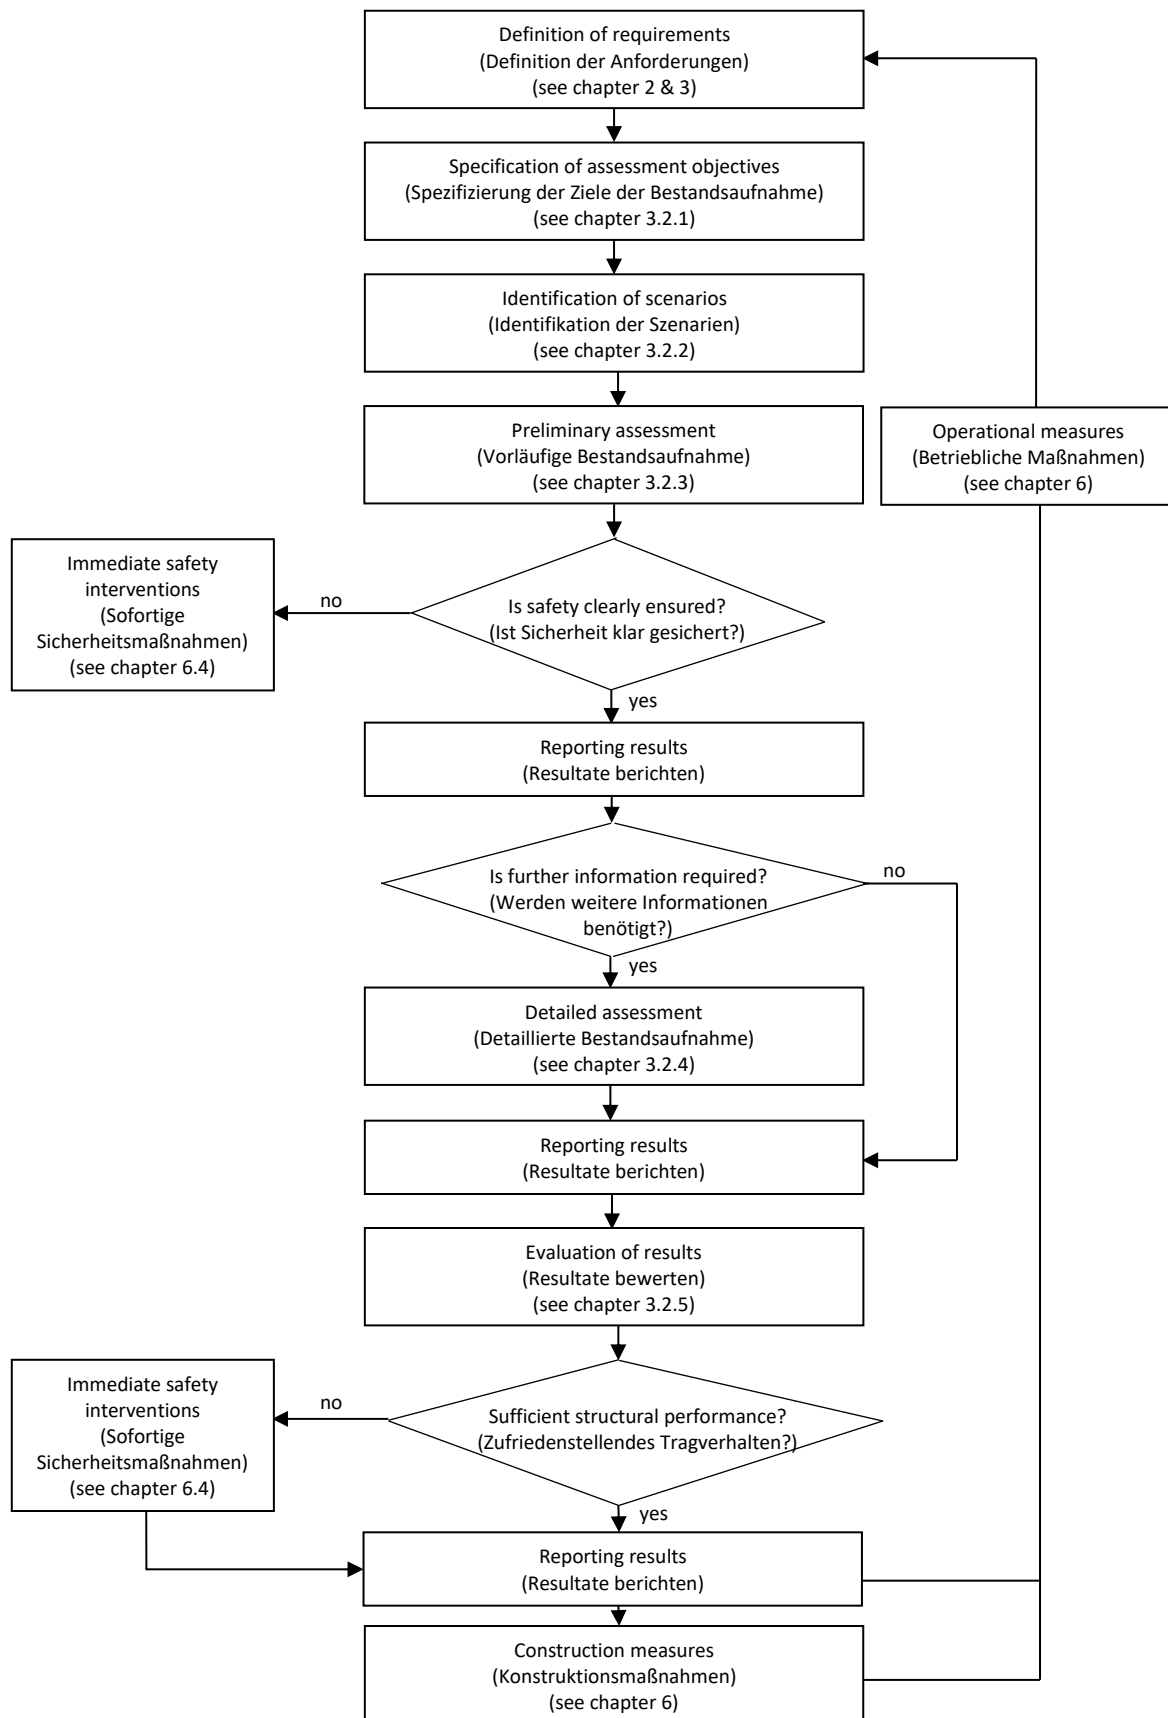 Definition of requirements
(Definition der Anforderungen)
(see chapter 2 & 3)
Specification of assessment objectives
(Spezifizierung der Ziele der Bestandsaufnahme)
(see chapter 3.2.1)
Identification of scenarios
(Identifikation der Szenarien)
(see chapter 3.2.2)
Preliminary assessment
(Vorläufige Bestandsaufnahme)
(see chapter 3.2.3)
Operational measures
(Betriebliche Maßnahmen)
(see chapter 6)
Immediate safety
interventions
(Sofortige
Sicherheitsmaßnahmen)
(see chapter 6.4)
no
Is safety clearly ensured?
(Ist Sicherheit klar gesichert?)
yes
Reporting results
(Resultate berichten)
Is further information required?
(Werden weitere Informationen
benötigt?)
no
yes
Detailed assessment
(Detaillierte Bestandsaufnahme)
(see chapter 3.2.4)
Reporting results
(Resultate berichten)
Evaluation of results
(Resultate bewerten)
(see chapter 3.2.5)
Immediate safety
interventions
(Sofortige
Sicherheitsmaßnahmen)
(see chapter 6.4)
no
Sufficient structural performance?
(Zufriedenstellendes Tragverhalten?)
yes
Reporting results
(Resultate berichten)
Construction measures
(Konstruktionsmaßnahmen)
(see chapter 6)